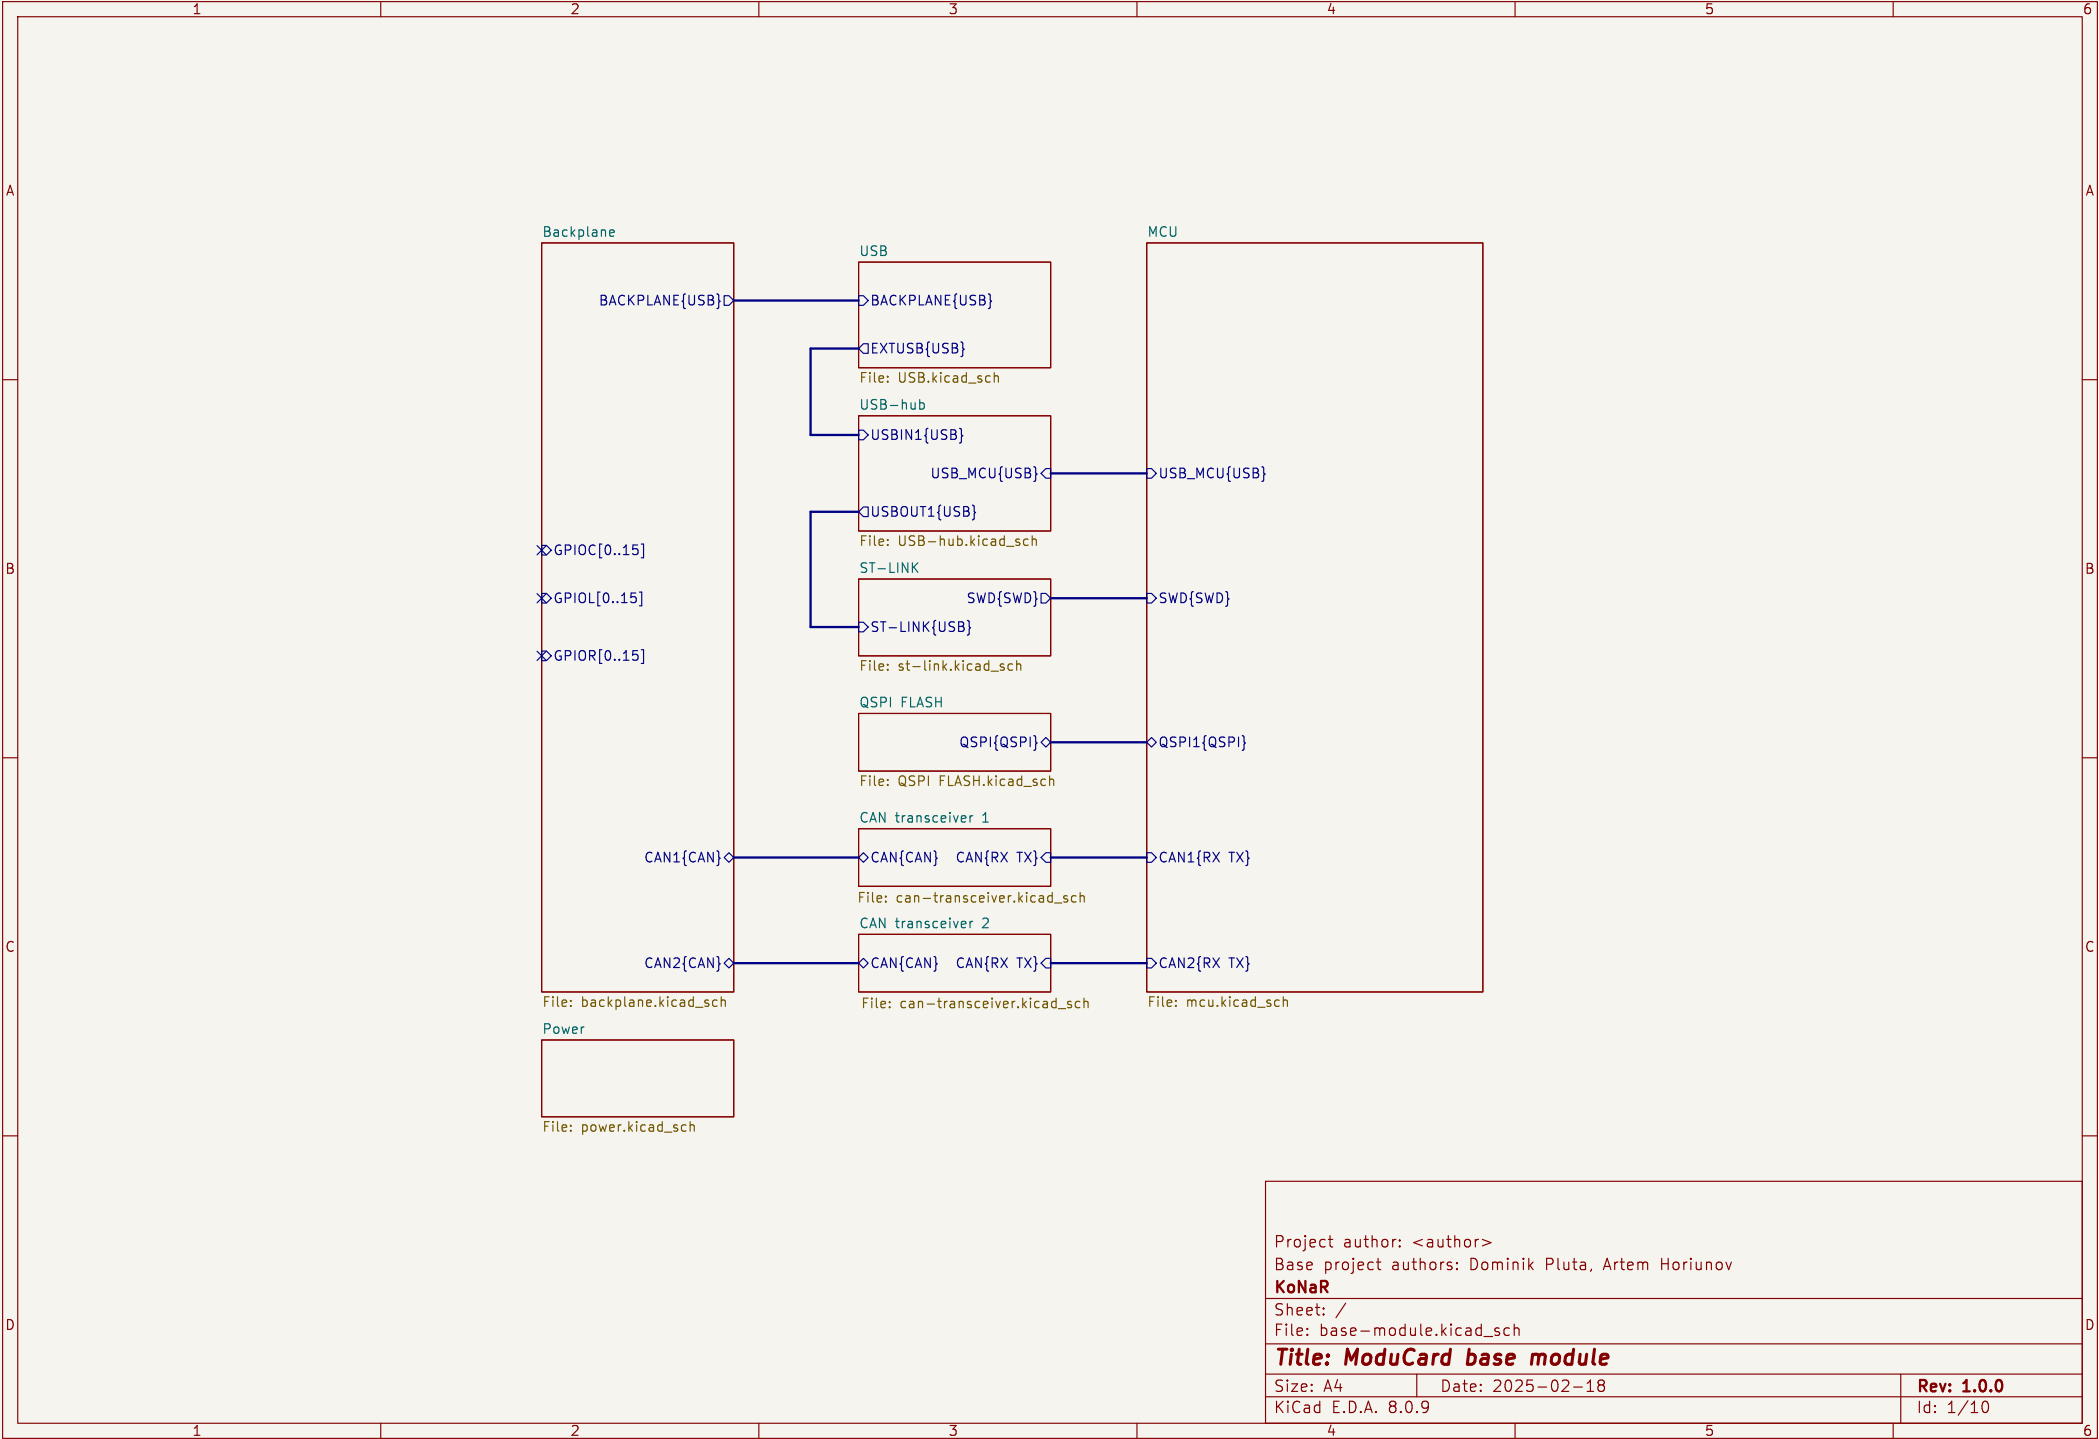 1 2 3 4 5 6
A A
B B
C C
D D
Backplane
BACKPLANE{USB}
GPIOC[0..15]
GPIOL[0..15]
GPIOR[0..15]
CAN1{CAN}
CAN2{CAN}
File: backplane.kicad_sch
Power
File: power.kicad_sch
USB
BACKPLANE{USB}
EXTUSB{USB}
File: USB.kicad_sch
USB-hub
USBIN1{USB}
USB_MCU{USB}
USBOUT1{USB}
File: USB-hub.kicad_sch
ST-LINK
SWD{SWD}
ST-LINK{USB}
File: st-link.kicad_sch
QSPI FLASH
QSPI{QSPI}
File: QSPI FLASH.kicad_sch
CAN transceiver 1
CAN{CAN} CAN{RX TX}
File: can-transceiver.kicad_sch
CAN transceiver 2
CAN{CAN} CAN{RX TX}
File: can-transceiver.kicad_sch
MCU
USB_MCU{USB}
SWD{SWD}
QSPI1{QSPI}
CAN1{RX TX}
CAN2{RX TX}
File: mcu.kicad_sch
Project author: <author>
Base project authors: Dominik Pluta, Artem Horiunov
KoNaR
Sheet: /
File: base-module.kicad_sch
Title: ModuCard base module
Size: A4 Date: 2025-02-18 Rev: 1.0.0
KiCad E.D.A. 8.0.9 Id: 1/10
1 2 3 4 5 6